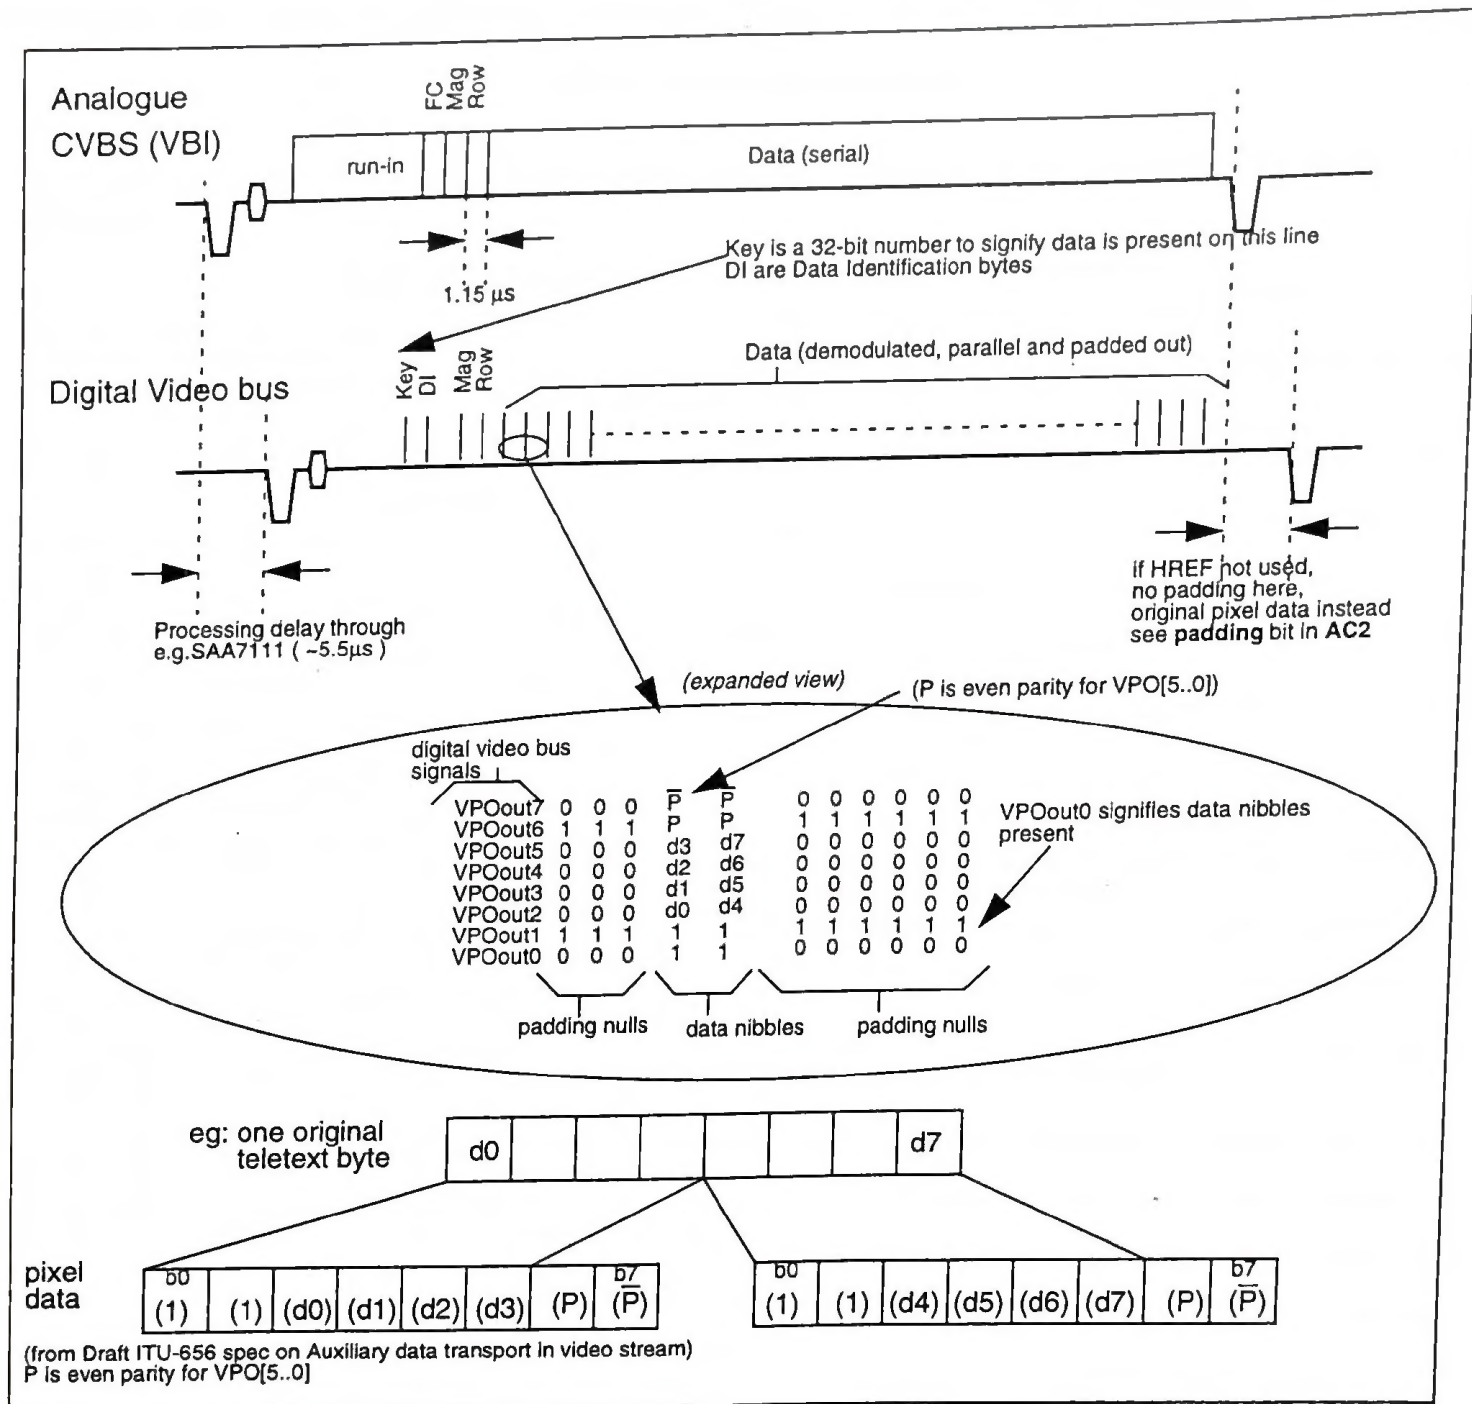 Analogue
CVBS (VBI)
FC
Mag
Row
run-in
Data (serial)
1.15 µs
Key is a 32-bit number to signify data is present on this line
DI are Data Identification bytes
Digital Video bus
Key
DI
Mag
Row
Data (demodulated, parallel and padded out)
Processing delay through
e.g.SAA7111 ( ~5.5µs )
if HREF not used,
no padding here,
original pixel data instead
see padding bit in AC2
(expanded view)
(P is even parity for VPO[5..0])
digital video bus
signals
VPOout7 0 0 0 P̅ P̅ 0 0 0 0 0 0
VPOout6 1 1 1 P P 1 1 1 1 1 1
VPOout5 0 0 0 d3 d7 0 0 0 0 0 0
VPOout4 0 0 0 d2 d6 0 0 0 0 0 0
VPOout3 0 0 0 d1 d5 0 0 0 0 0 0
VPOout2 0 0 0 d0 d4 0 0 0 0 0 0
VPOout1 1 1 1 1 1 1 1 1 1 1 1
VPOout0 0 0 0 1 1 0 0 0 0 0 0
VPOout0 signifies data nibbles
present
padding nulls data nibbles padding nulls
eg: one original
teletext byte
d0 d7
pixel
data
b0 b7 b0 b7
(1) (1) (d0) (d1) (d2) (d3) (P) (P̅) (1) (1) (d4) (d5) (d6) (d7) (P) (P̅)
(from Draft ITU-656 spec on Auxiliary data transport in video stream)
P is even parity for VPO[5..0]